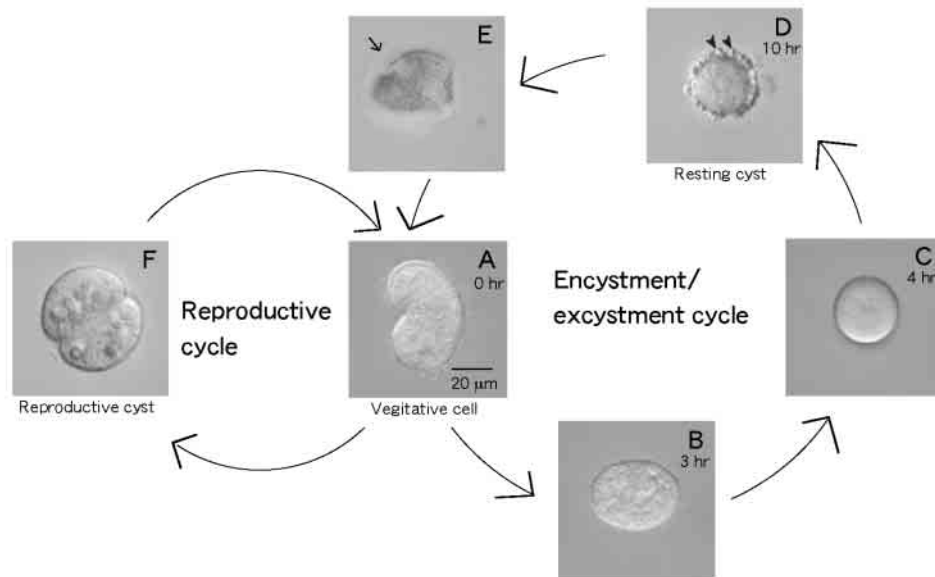 E
D
10 hr
Resting cyst
F
Reproductive cyst
Reproductive
cycle
A
0 hr
20 μm
Vegitative cell
Encystment/
excystment cycle
C
4 hr
B
3 hr